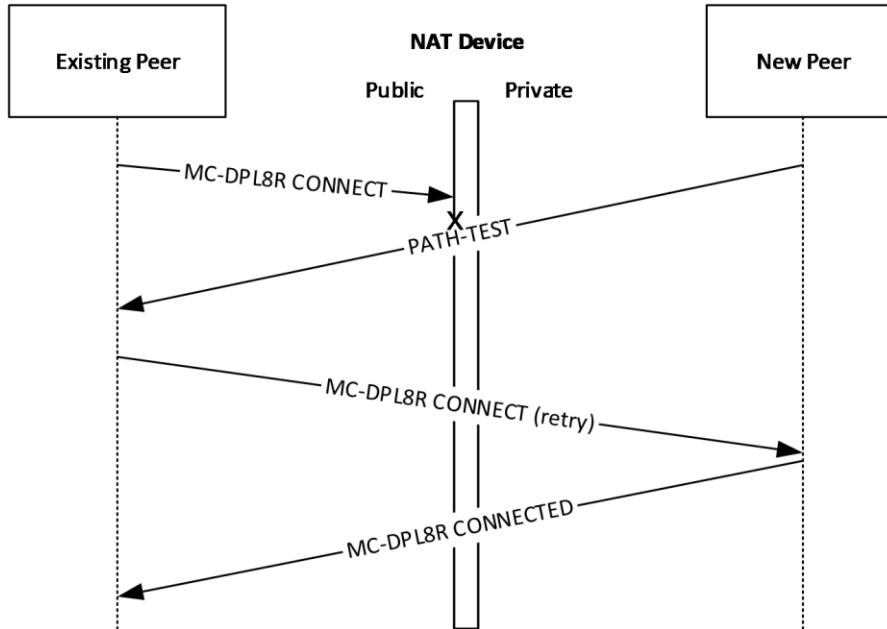 NAT Device
Existing Peer
New Peer
Public
Private
MC-DPL8R CONNECT
X
PATH-TEST
MC-DPL8R CONNECT (retry)
MC-DPL8R CONNECTED